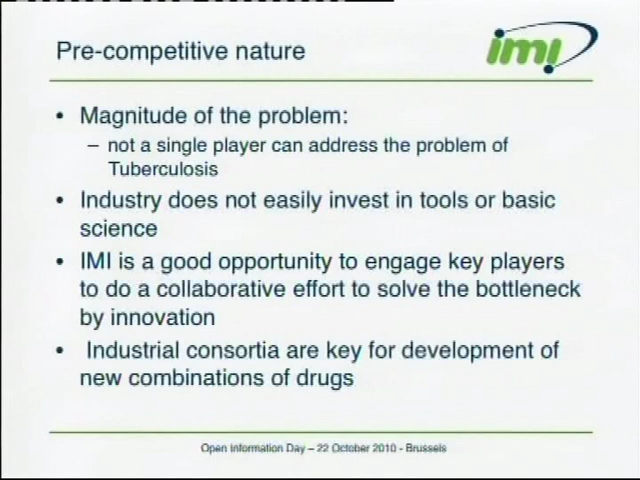 Pre-competitive nature
imi
• Magnitude of the problem:
– not a single player can address the problem of
Tuberculosis
• Industry does not easily invest in tools or basic
science
• IMI is a good opportunity to engage key players
to do a collaborative effort to solve the bottleneck
by innovation
• Industrial consortia are key for development of
new combinations of drugs
Open Information Day – 22 October 2010 - Brussels